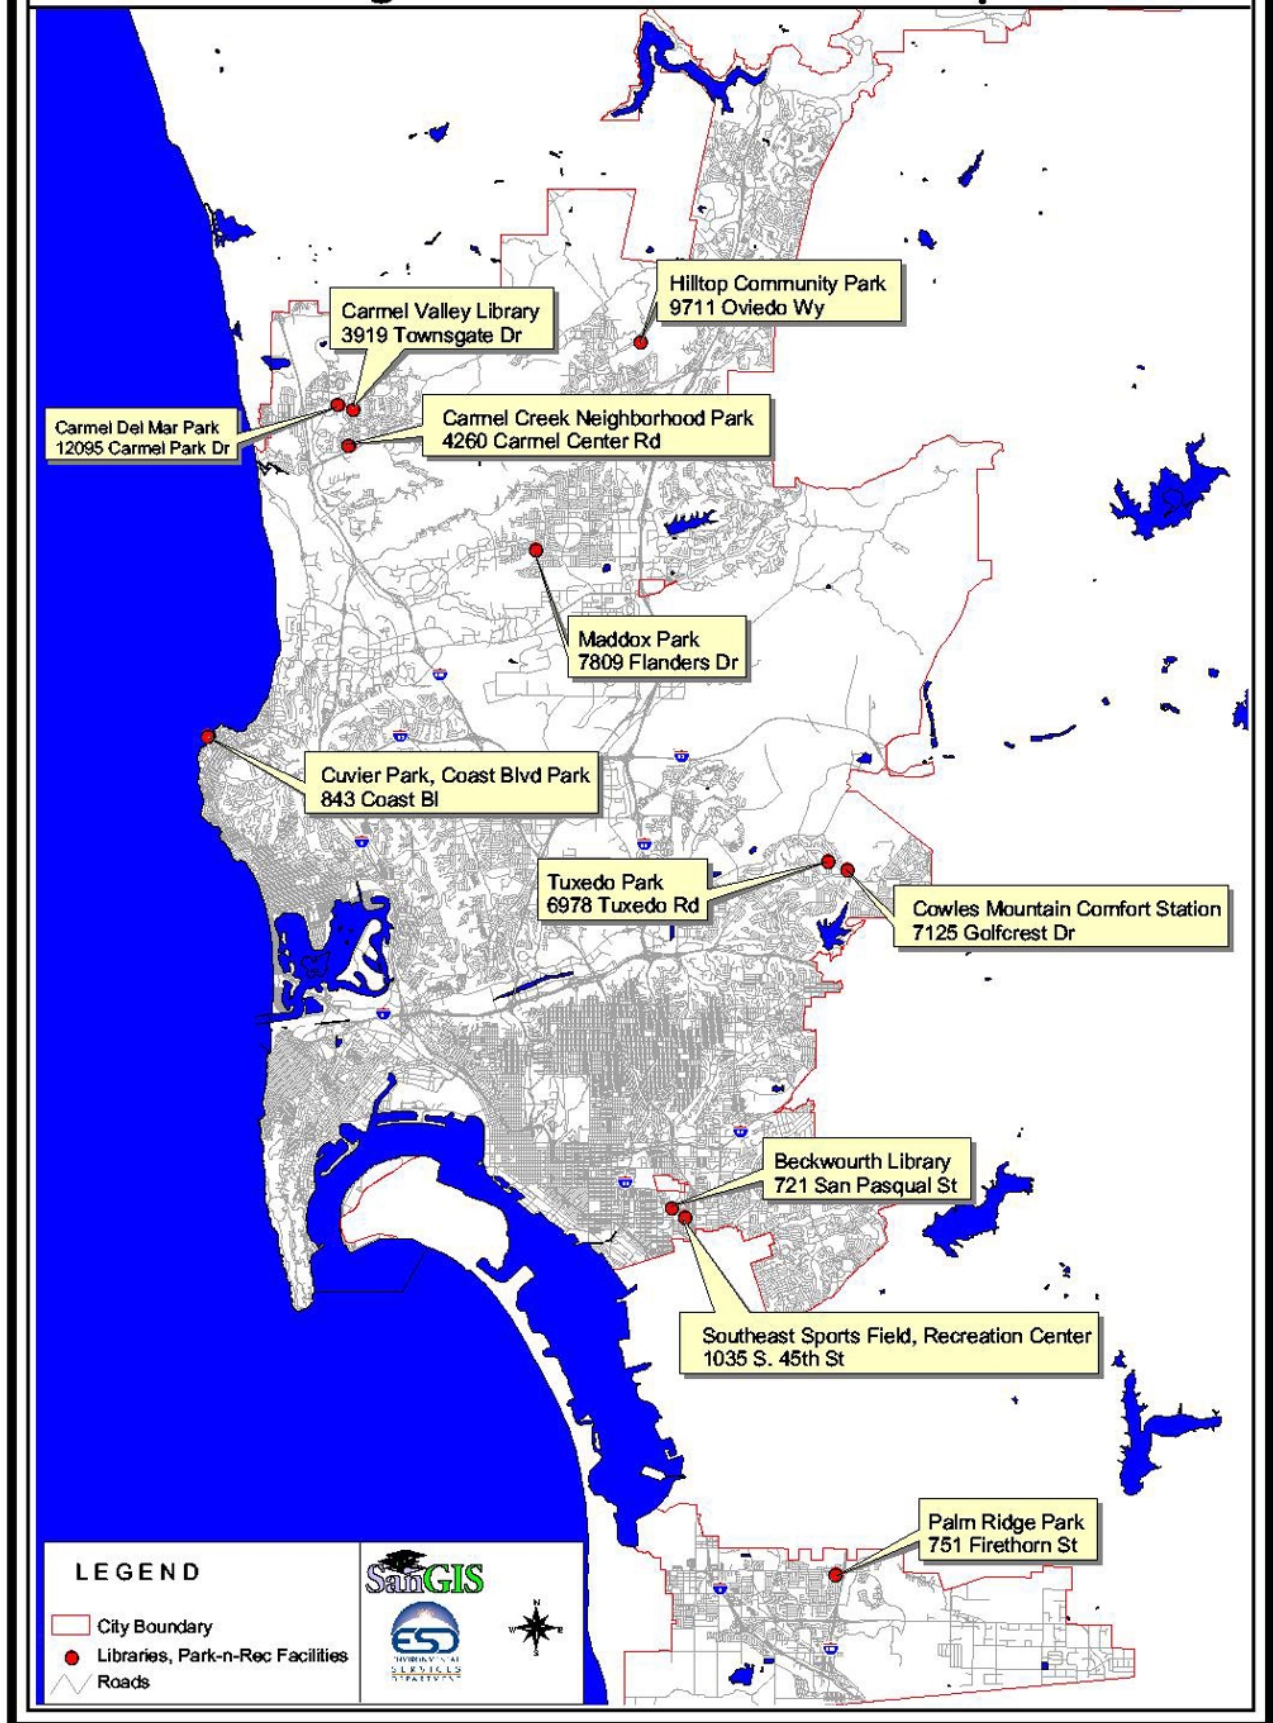 Hilltop Community Park
9711 Oviedo Wy
Carmel Valley Library
3919 Townsgate Dr
Carmel Del Mar Park
12095 Carmel Park Dr
Carmel Creek Neighborhood Park
4260 Carmel Center Rd
Maddox Park
7809 Flanders Dr
Cuvier Park, Coast Blvd Park
843 Coast Bl
Tuxedo Park
6978 Tuxedo Rd
Cowles Mountain Comfort Station
7125 Golfcrest Dr
Beckwourth Library
721 San Pasqual St
Southeast Sports Field, Recreation Center
1035 S. 45th St
Palm Ridge Park
751 Firethorn St
LEGEND
City Boundary
Libraries, Park-n-Rec Facilities
Roads
SanGIS
ESD
ENVIRONMENTAL
SERVICES
DEPARTMENT
N
W E
S